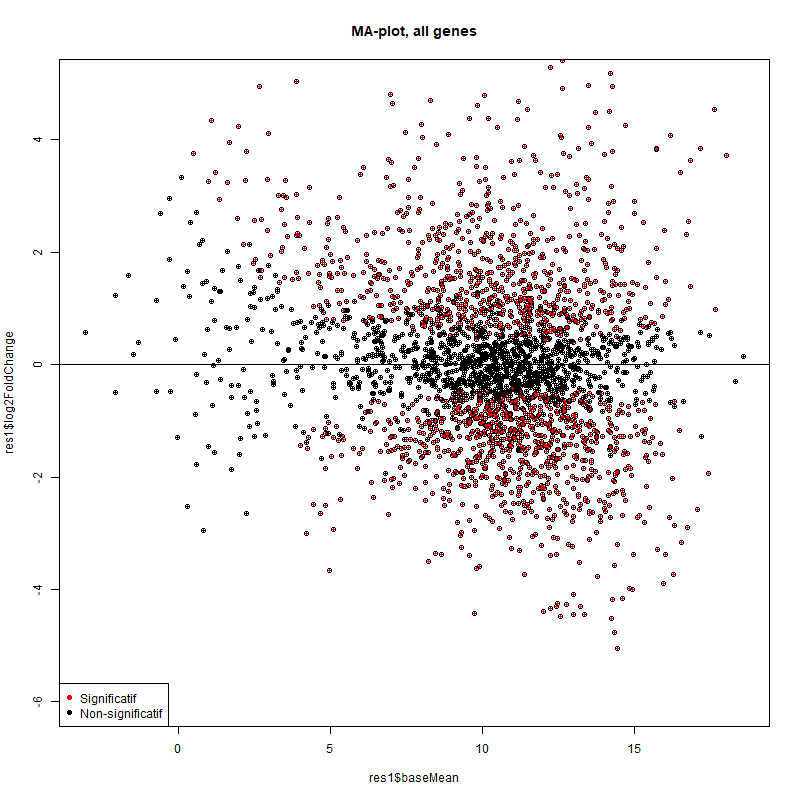 MA-plot, all genes
res1$log2FoldChange
4
2
0
-2
-4
-6
Significatif
Non-significatif
0 5 10 15
res1$baseMean